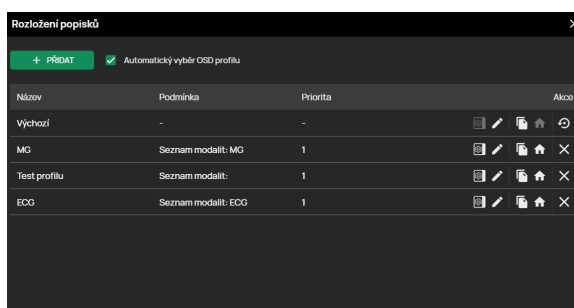 Rozložení popisků
+ PŘIDAT Automatický výběr OSD profilu
Název Podmínka Priorita Akce
Výchozí - -
MG Seznam modalit: MG 1
Test profilu Seznam modalit: 1
ECG Seznam modalit: ECG 1